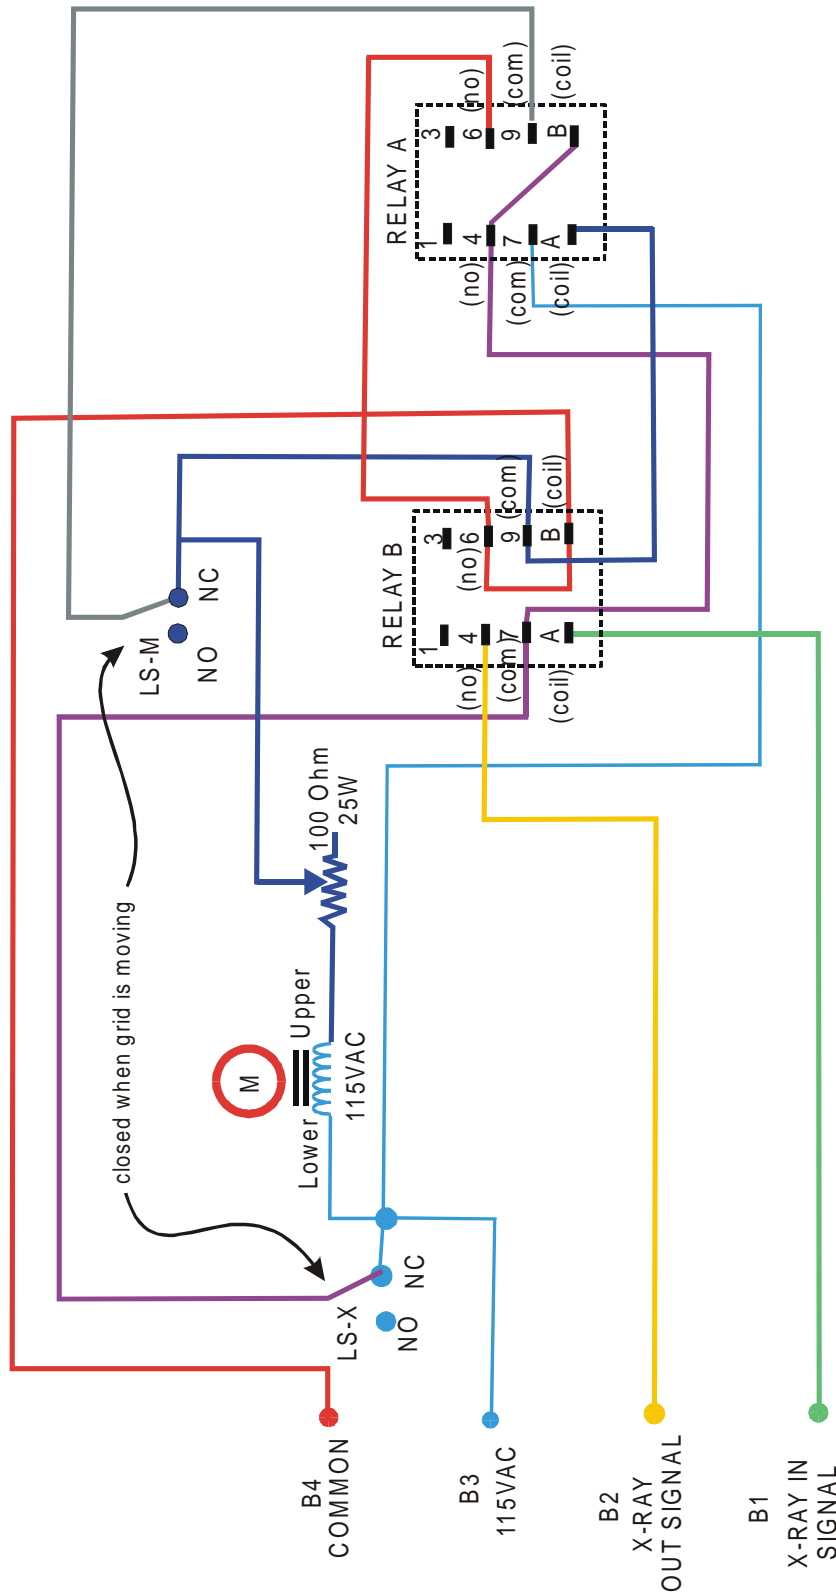 RELAY A
3
6
9
B
(no)
(com)
(coil)
1
4
7
A
(no)
(com)
(coil)
RELAY B
3
6
9
B
(no)
(com)
(coil)
1
4
7
A
(no)
(com)
(coil)
LS-M
NO
NC
100 Ohm
25W
closed when grid is moving
M
Lower
Upper
115VAC
LS-X
NO
NC
B4
COMMON
B3
115VAC
B2
X-RAY
OUT SIGNAL
B1
X-RAY IN
SIGNAL